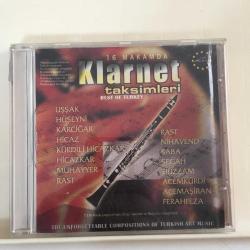 16 MAKAMDA
Klarnet
taksimleri
BEST OF TURKEY
UŞŞAK
HÜSEYNİ
KARCIĞAR
HİCAZ
KÜRDİLİ HİCAZKAR
HİCAZKAR
MUHAYYER
RAST
RAST
NİHAVEND
SABA
SEGAH
HÜZZAM
ACEMKÜRDİ
ACEMAŞİRAN
FERAHFEZA
THE UNFORGETTABLE COMPOSITIONS OF TURKISH ART MUSIC